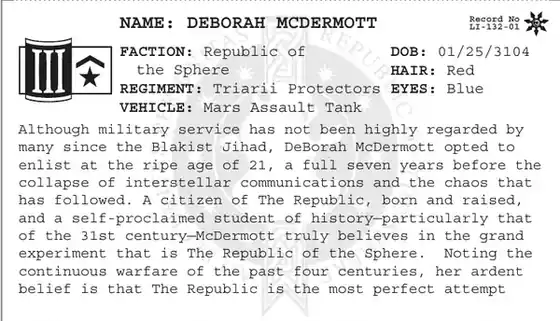 NAME: DEBORAH MCDERMOTT
Record No
LI-132-01
FACTION: Republic of
the Sphere
DOB: 01/25/3104
HAIR: Red
REGIMENT: Triarii Protectors
EYES: Blue
VEHICLE: Mars Assault Tank
III
Although military service has not been highly regarded by
many since the Blakist Jihad, DeBorah McDermott opted to
enlist at the ripe age of 21, a full seven years before the
collapse of interstellar communications and the chaos that
has followed. A citizen of The Republic, born and raised,
and a self-proclaimed student of history—particularly that
of the 31st century—McDermott truly believes in the grand
experiment that is The Republic of the Sphere.  Noting the
continuous warfare of the past four centuries, her ardent
belief is that The Republic is the most perfect attempt